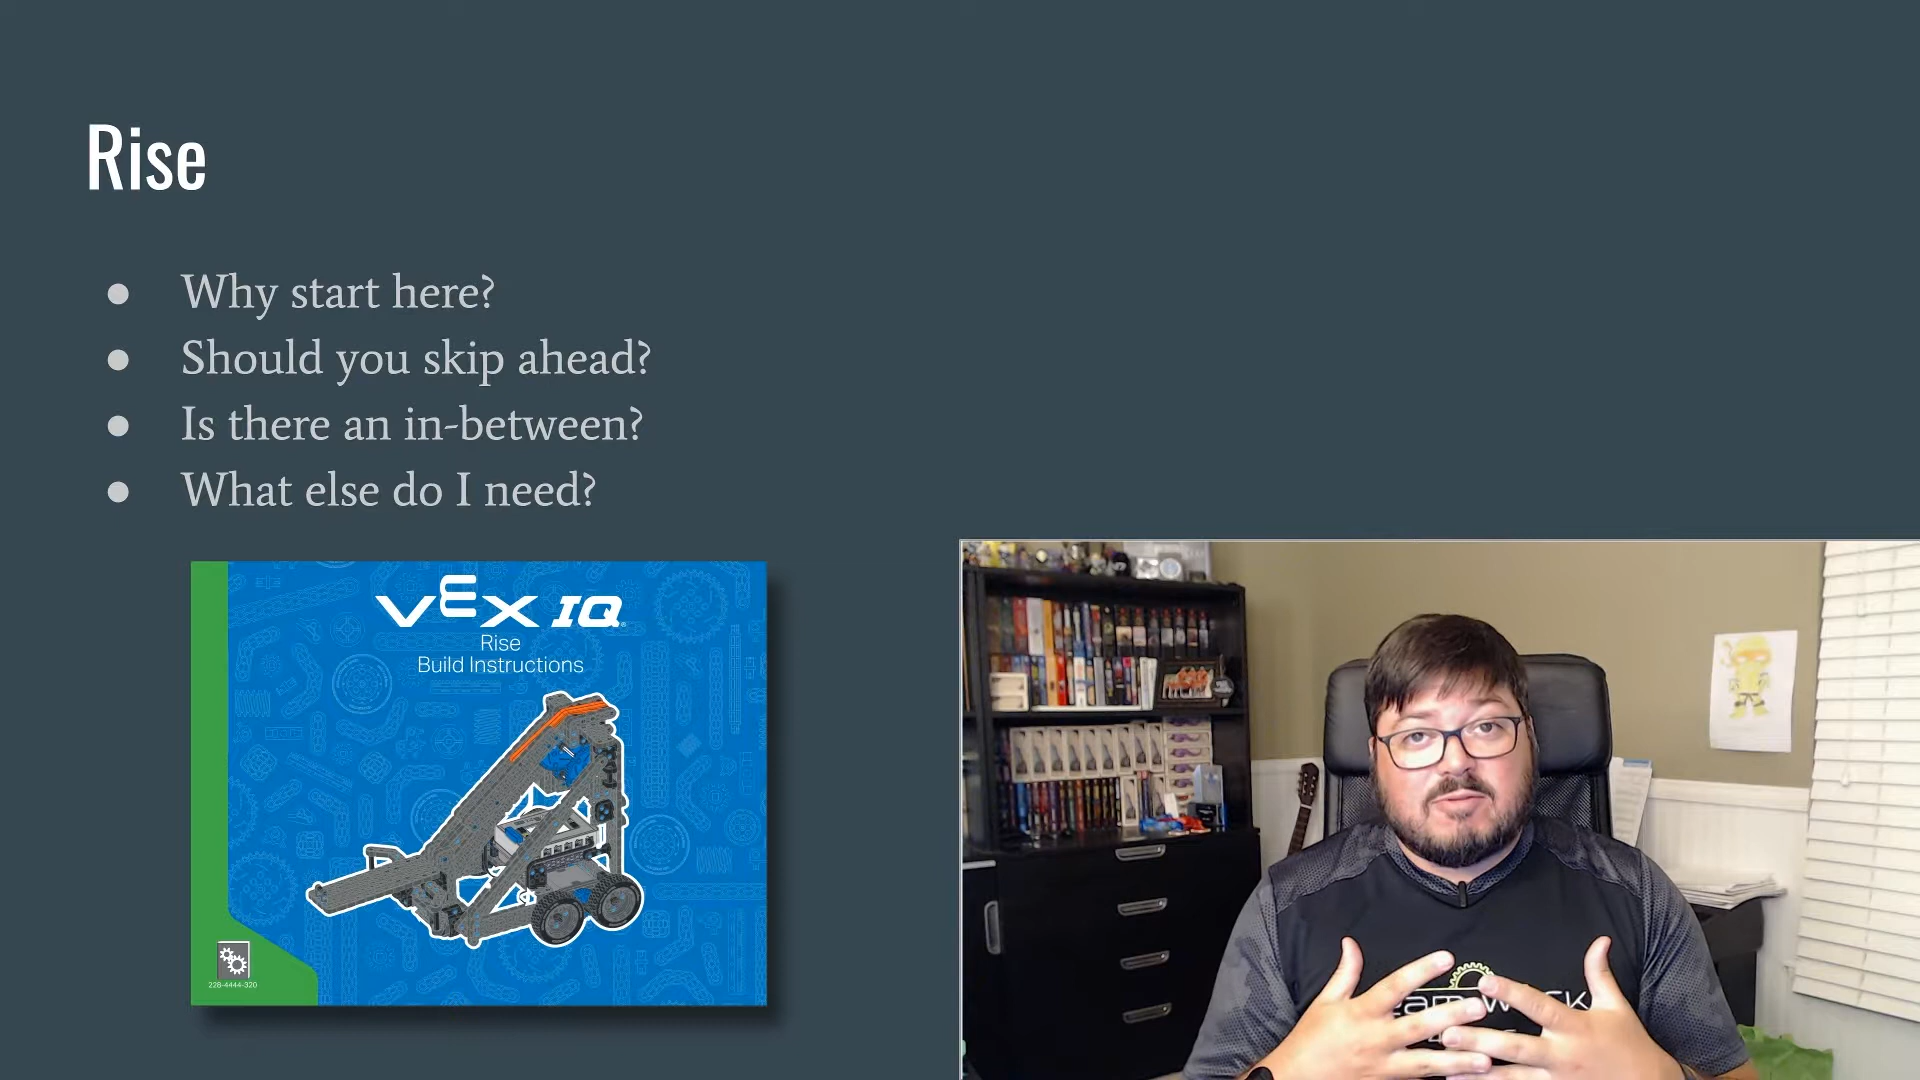 Rise
● Why start here?
● Should you skip ahead?
● Is there an in-between?
● What else do I need?
VEX IQ
Rise
Build Instructions
228-4444-320